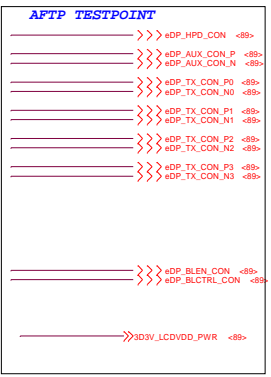 AFTP TESTPOINT
eDP_HPD_CON <89>
eDP_AUX_CON_P <89>
eDP_AUX_CON_N <89>
eDP_TX_CON_P0 <89>
eDP_TX_CON_N0 <89>
eDP_TX_CON_P1 <89>
eDP_TX_CON_N1 <89>
eDP_TX_CON_P2 <89>
eDP_TX_CON_N2 <89>
eDP_TX_CON_P3 <89>
eDP_TX_CON_N3 <89>
eDP_BLEN_CON <89>
eDP_BLCTRL_CON <89>
3D3V_LCDVDD_PWR <89>